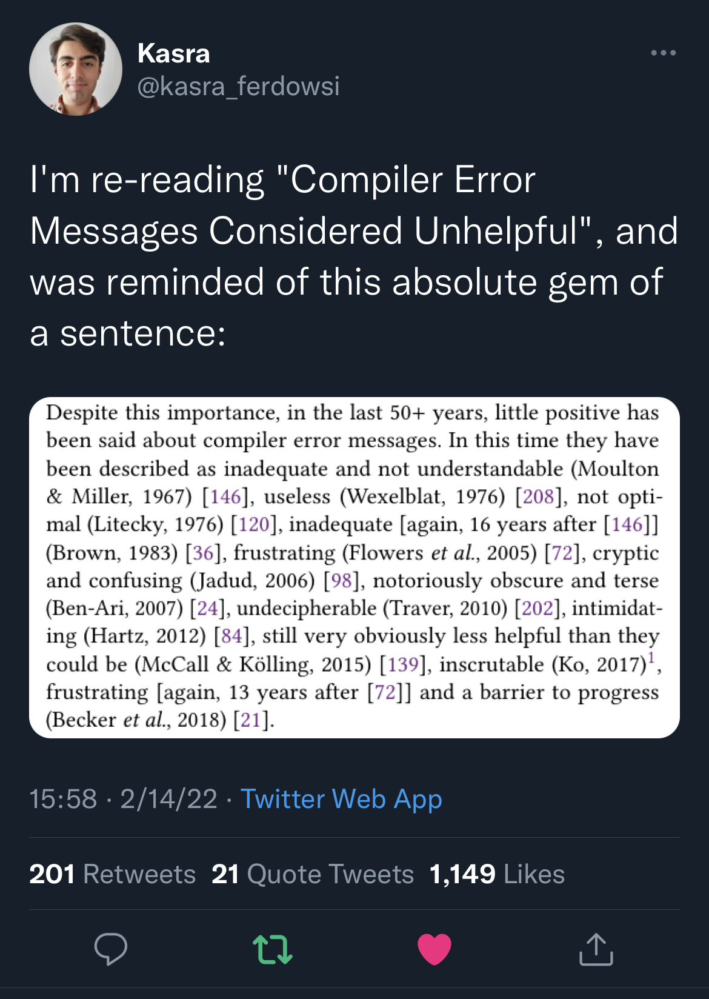 Kasra
@kasra_ferdowsi
I'm re-reading "Compiler Error
Messages Considered Unhelpful", and
was reminded of this absolute gem of
a sentence:
Despite this importance, in the last 50+ years, little positive has
been said about compiler error messages. In this time they have
been described as inadequate and not understandable (Moulton
& Miller, 1967) [146], useless (Wexelblat, 1976) [208], not opti-
mal (Litecky, 1976) [120], inadequate [again, 16 years after [146]]
(Brown, 1983) [36], frustrating (Flowers et al., 2005) [72], cryptic
and confusing (Jadud, 2006) [98], notoriously obscure and terse
(Ben-Ari, 2007) [24], undecipherable (Traver, 2010) [202], intimidat-
ing (Hartz, 2012) [84], still very obviously less helpful than they
could be (McCall & Kölling, 2015) [139], inscrutable (Ko, 2017)¹,
frustrating [again, 13 years after [72]] and a barrier to progress
(Becker et al., 2018) [21].
15:58 · 2/14/22 · Twitter Web App
201 Retweets 21 Quote Tweets 1,149 Likes